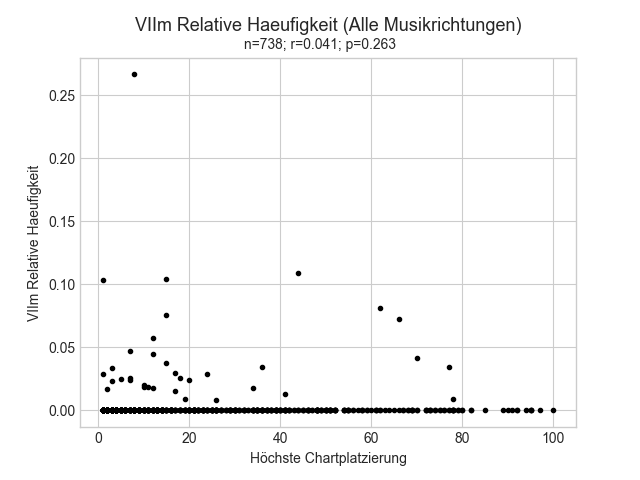 VIIm Relative Haeufigkeit (Alle Musikrichtungen)
n=738; r=0.041; p=0.263
VIIm Relative Haeufigkeit
0.25
0.20
0.15
0.10
0.05
0.00
0 20 40 60 80 100
Höchste Chartplatzierung